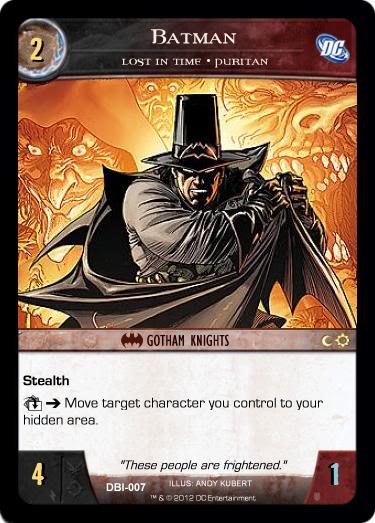 2
BATMAN
LOST IN TIME • PURITAN
DC
GOTHAM KNIGHTS
Stealth
➔ Move target character you control to your
hidden area.
"These people are frightened."
4
DBI-007
ILLUS: ANDY KUBERT
1
™ & © 2012 DC Entertainment